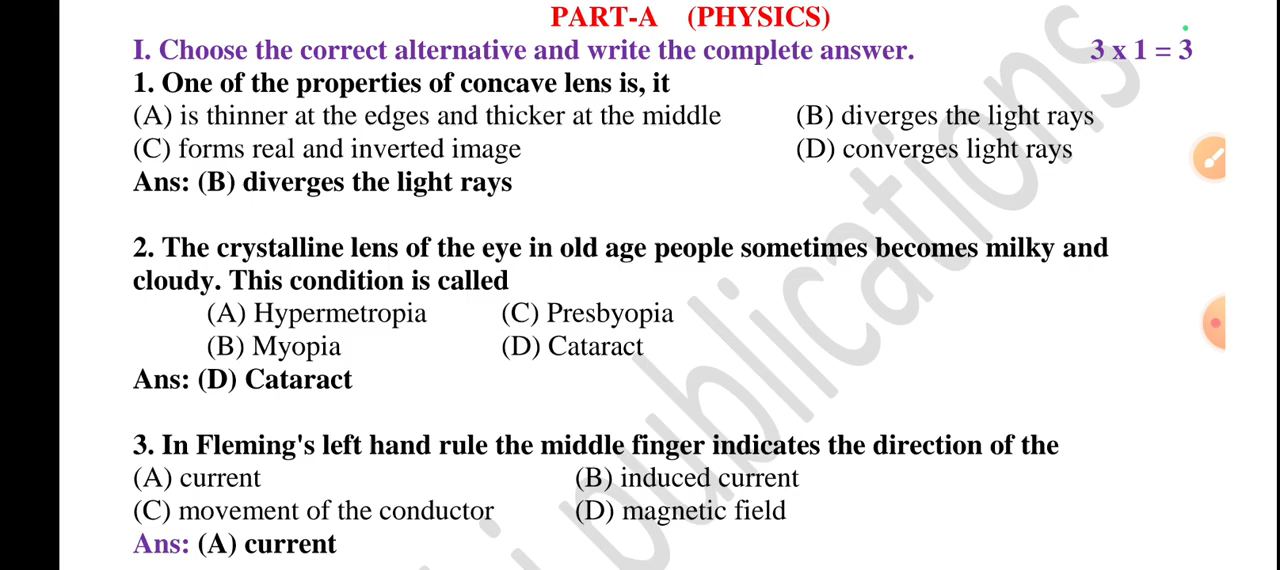 PART-A (PHYSICS)
I. Choose the correct alternative and write the complete answer. 3 x 1 = 3
1. One of the properties of concave lens is, it
(A) is thinner at the edges and thicker at the middle (B) diverges the light rays
(C) forms real and inverted image (D) converges light rays
Ans: (B) diverges the light rays
2. The crystalline lens of the eye in old age people sometimes becomes milky and
cloudy. This condition is called
(A) Hypermetropia (C) Presbyopia
(B) Myopia (D) Cataract
Ans: (D) Cataract
3. In Fleming's left hand rule the middle finger indicates the direction of the
(A) current (B) induced current
(C) movement of the conductor (D) magnetic field
Ans: (A) current
publications